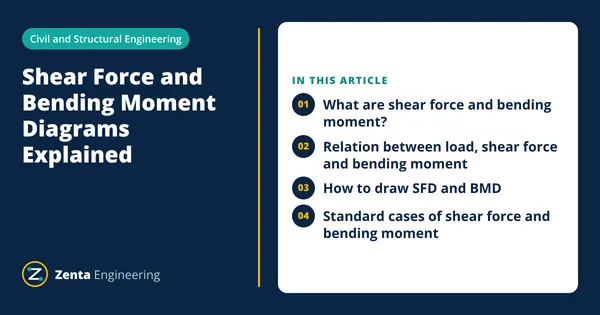 Civil and Structural Engineering
Shear Force and
Bending Moment
Diagrams
Explained
Zenta Engineering
IN THIS ARTICLE
01 What are shear force and bending
moment?
02 Relation between load, shear force
and bending moment
03 How to draw SFD and BMD
04 Standard cases of shear force and
bending moment